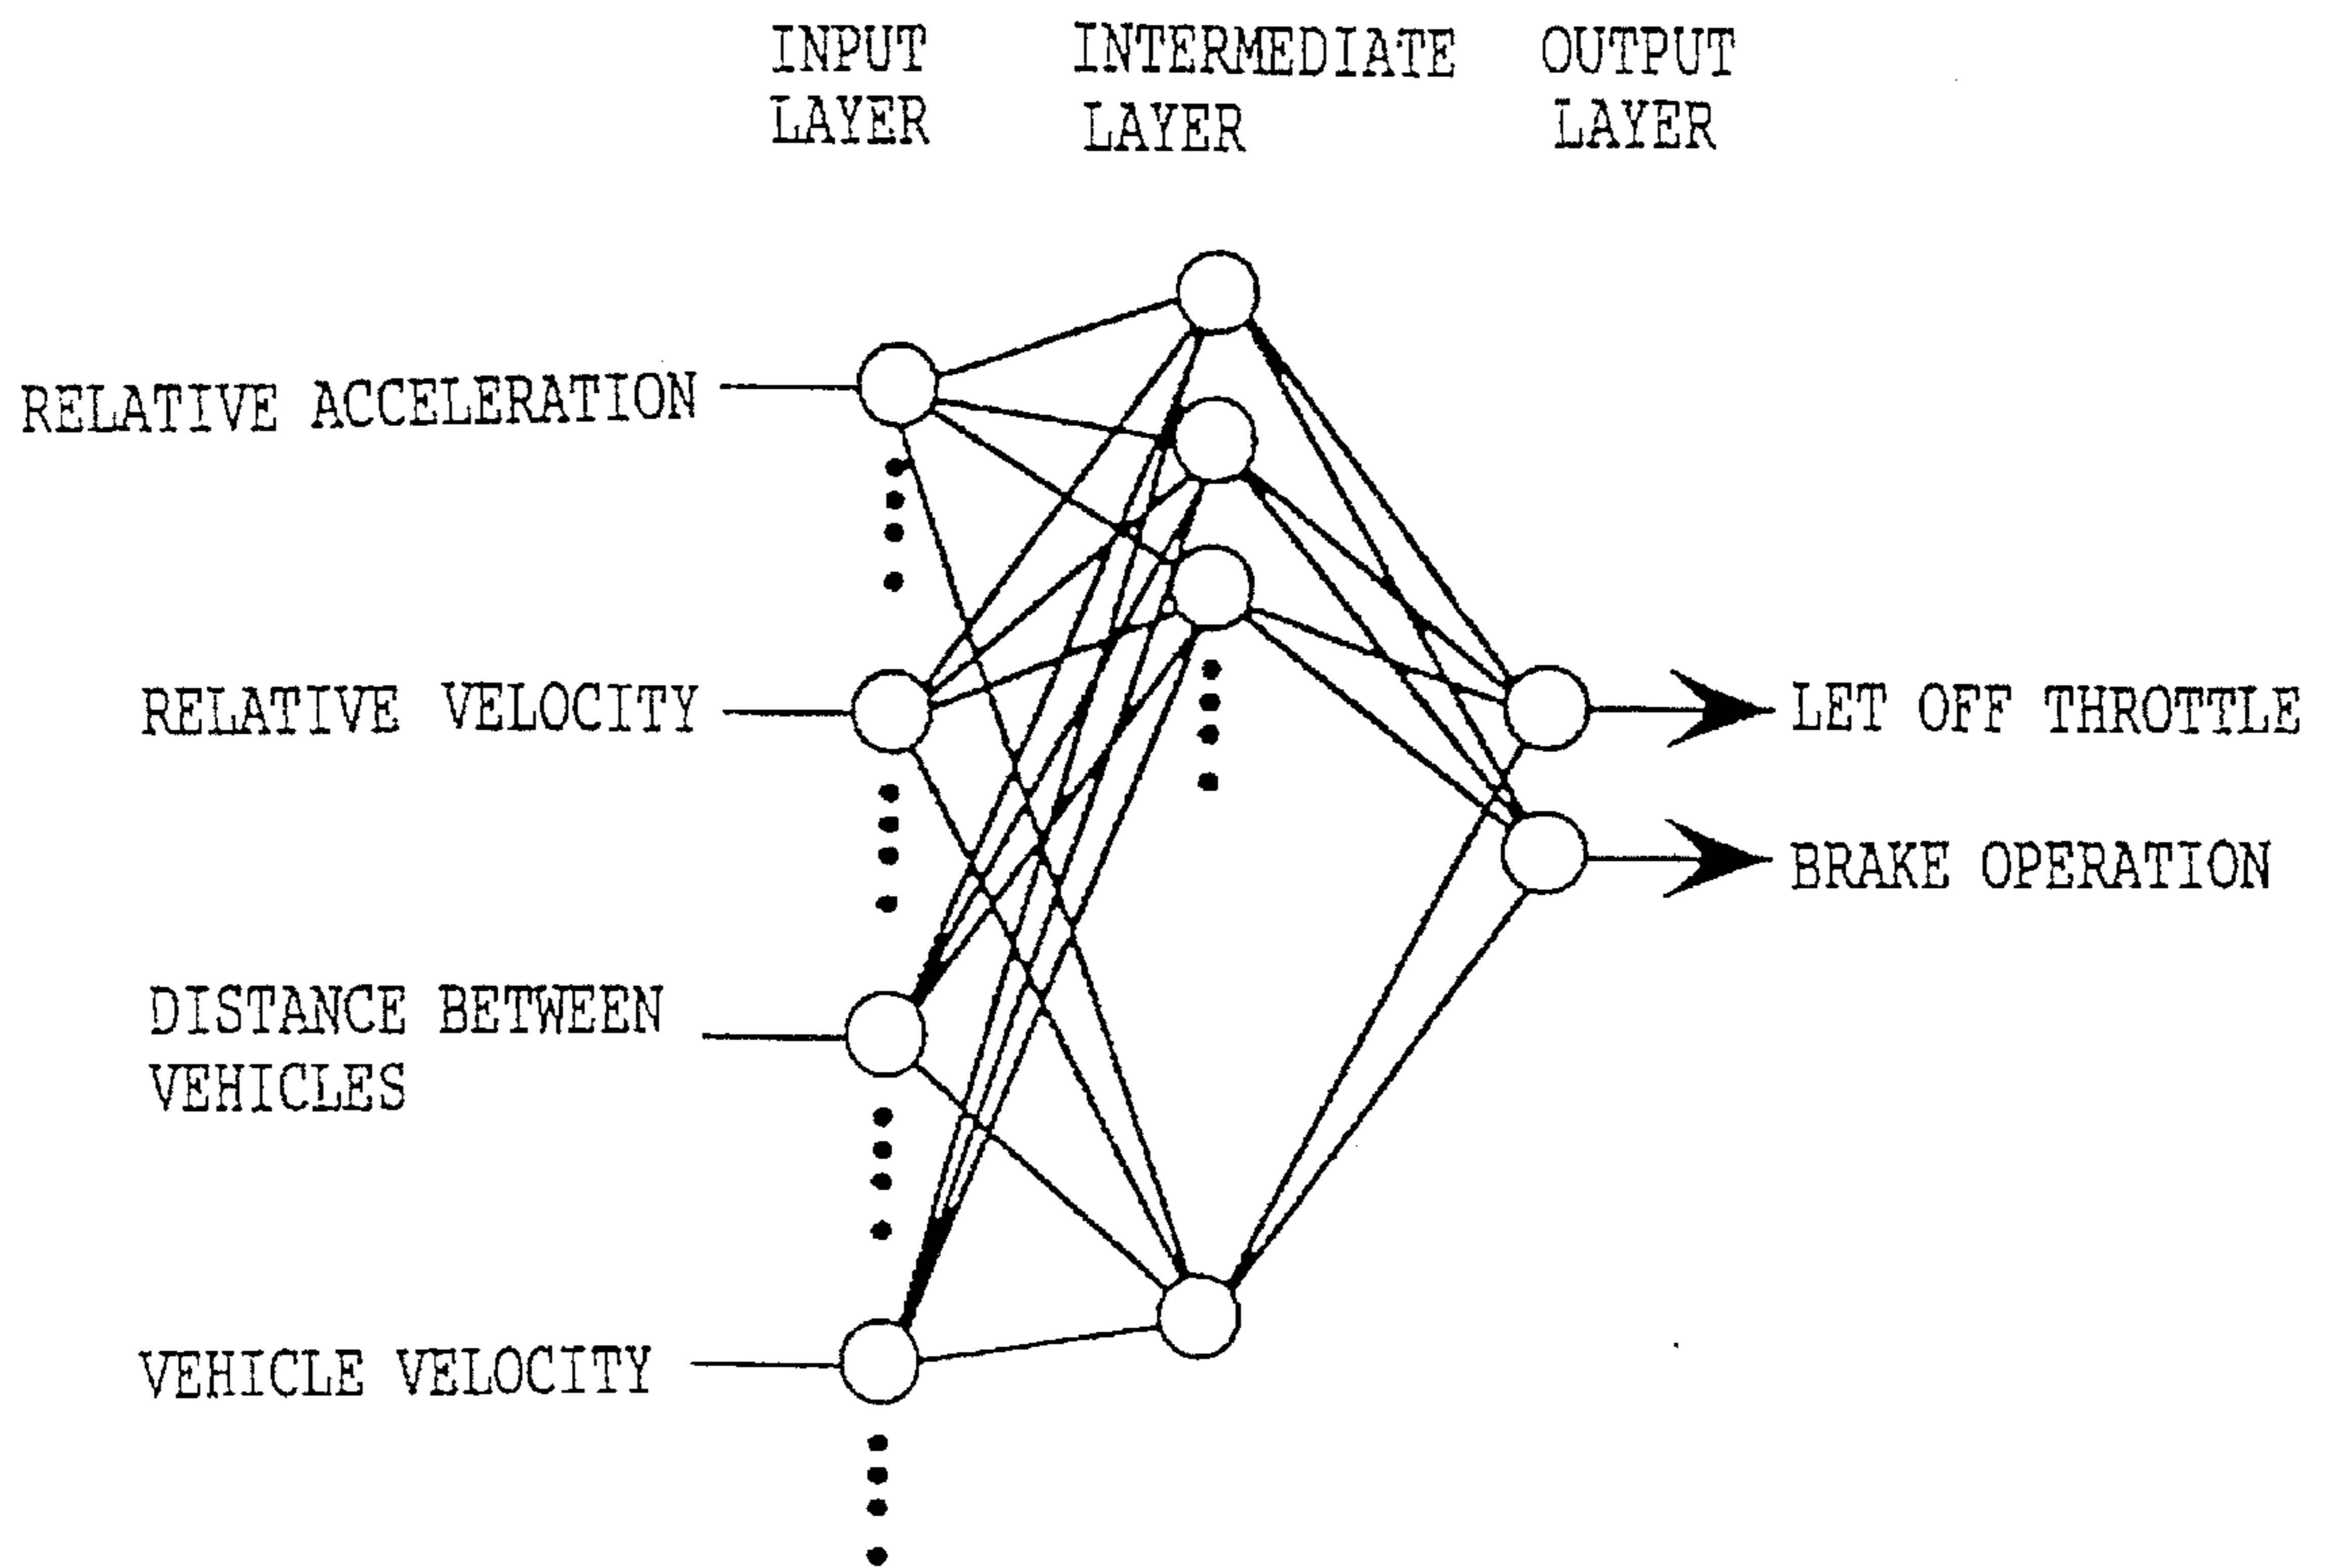 INPUT
LAYER
INTERMEDIATE
LAYER
OUTPUT
LAYER
RELATIVE ACCELERATION
RELATIVE VELOCITY
DISTANCE BETWEEN
VEHICLES
VEHICLE VELOCITY
LET OFF THROTTLE
BRAKE OPERATION